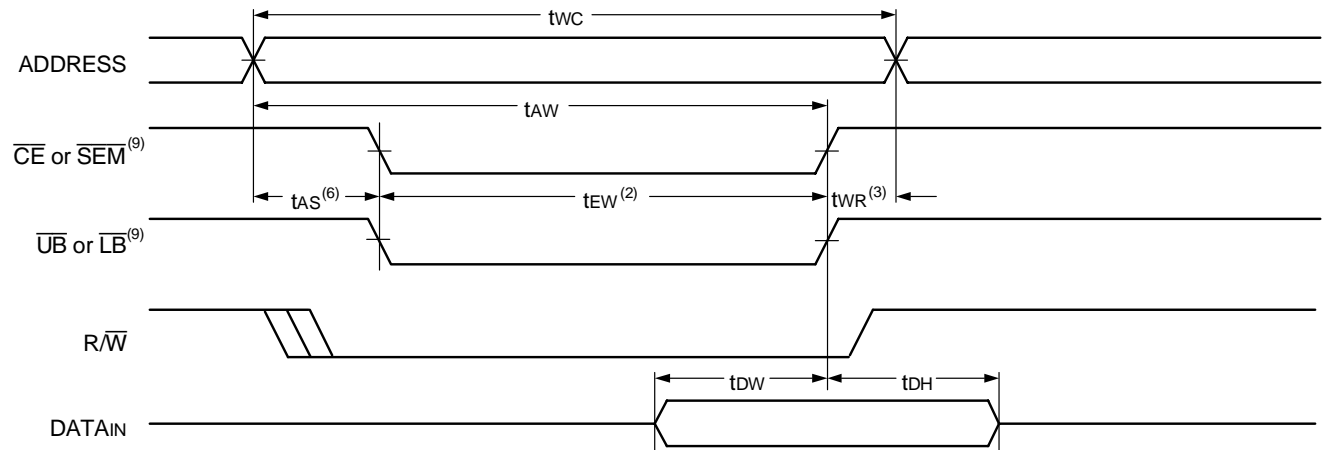 tWC
ADDRESS
tAW
CE or SEM(9)
tAS(6) tEW(2) tWR(3)
UB or LB(9)
R/W
tDW tDH
DATAIN